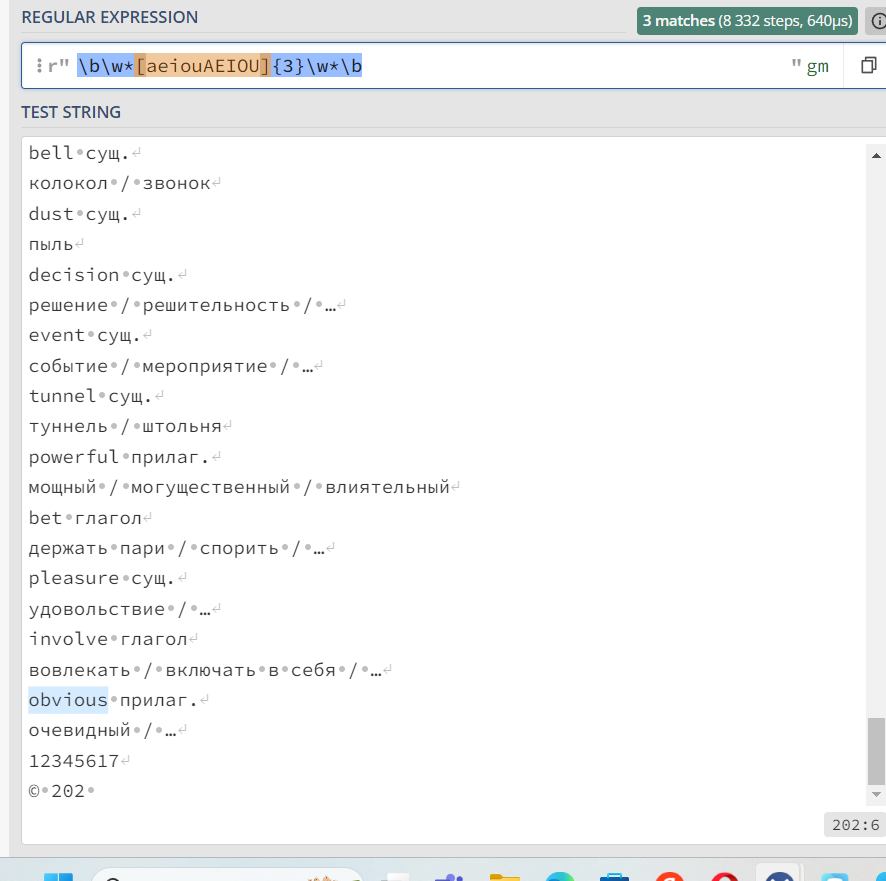 REGULAR EXPRESSION
3 matches (8 332 steps, 640μs)
r" \b\w*[aeiouAEIOU]{3}\w*\b " gm
TEST STRING
bell сущ.
колокол / звонок
dust сущ.
пыль
decision сущ.
решение / решительность / …
event сущ.
событие / мероприятие / …
tunnel сущ.
туннель / штольня
powerful прилаг.
мощный / могущественный / влиятельный
bet глагол
держать пари / спорить / …
pleasure сущ.
удовольствие / …
involve глагол
вовлекать / включать в себя / …
obvious прилаг.
очевидный / …
12345617
© 202
202:6